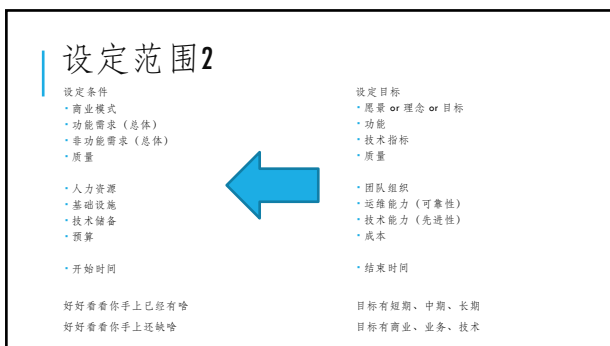 设定范围2
设定条件
• 商业模式
• 功能需求（总体）
• 非功能需求（总体）
• 质量
• 人力资源
• 基础设施
• 技术储备
• 预算
• 开始时间
好好看看你手上已经有啥
好好看看你手上还缺啥
设定目标
• 愿景 or 理念 or 目标
• 功能
• 技术指标
• 质量
• 团队组织
• 运维能力（可靠性）
• 技术能力（先进性）
• 成本
• 结束时间
目标有短期、中期、长期
目标有商业、业务、技术